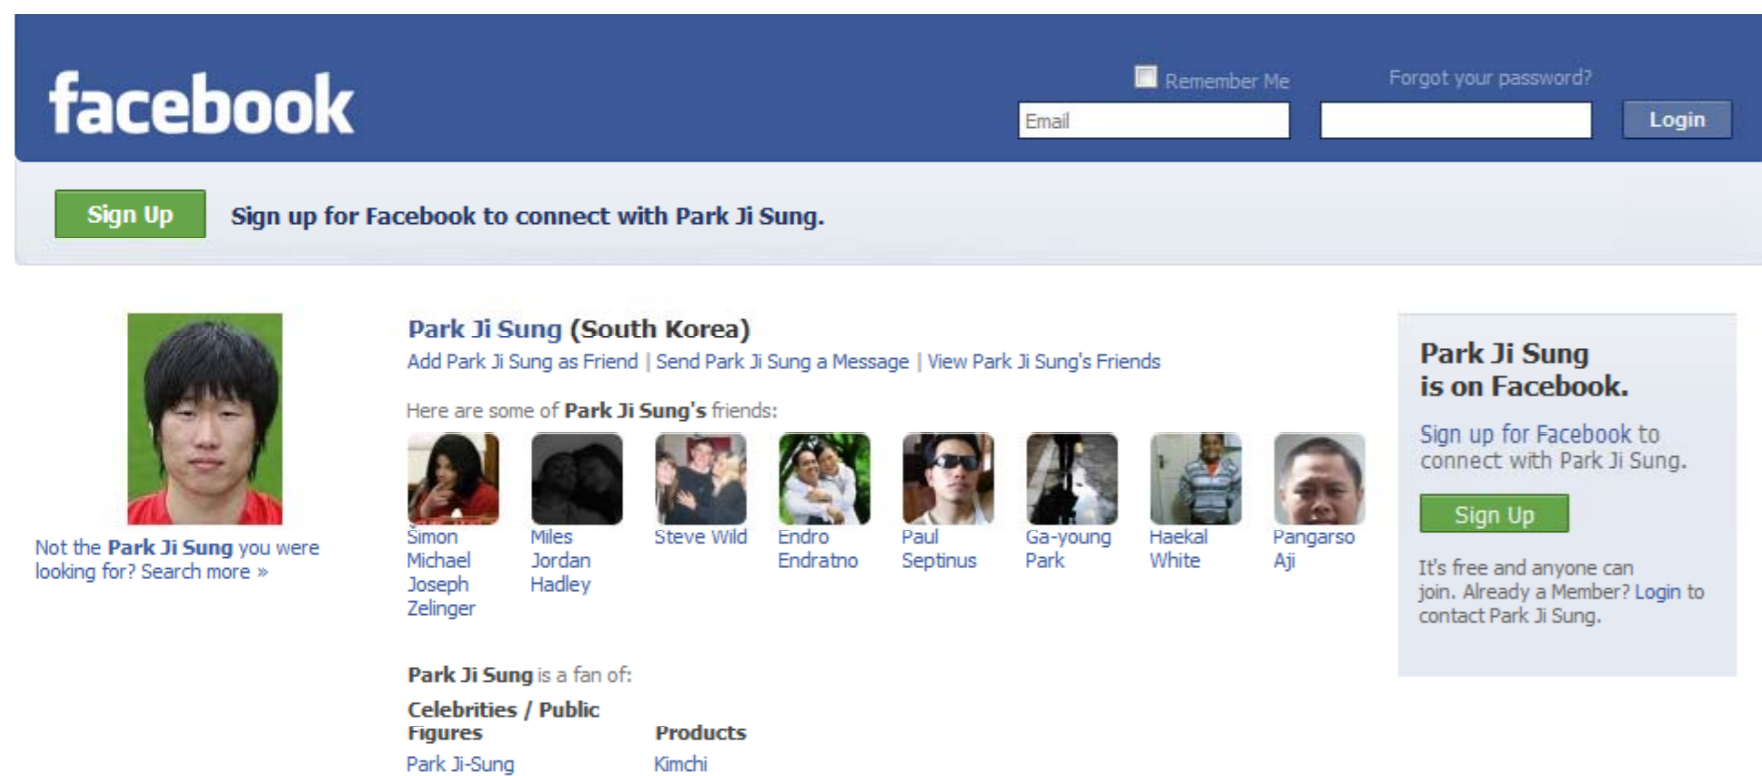 facebook
Remember Me
Forgot your password?
Email
Login
Sign Up
Sign up for Facebook to connect with Park Ji Sung.
Not the Park Ji Sung you were
looking for? Search more »
Park Ji Sung (South Korea)
Add Park Ji Sung as Friend | Send Park Ji Sung a Message | View Park Ji Sung's Friends
Here are some of Park Ji Sung's friends:
Šimon
Michael
Joseph
Zelinger
Miles
Jordan
Hadley
Steve Wild
Endro
Endratno
Paul
Septinus
Ga-young
Park
Haekal
White
Pangarso
Aji
Park Ji Sung is a fan of:
Celebrities / Public
Figures
Park Ji-Sung
Products
Kimchi
Park Ji Sung
is on Facebook.
Sign up for Facebook to
connect with Park Ji Sung.
Sign Up
It's free and anyone can
join. Already a Member? Login to
contact Park Ji Sung.